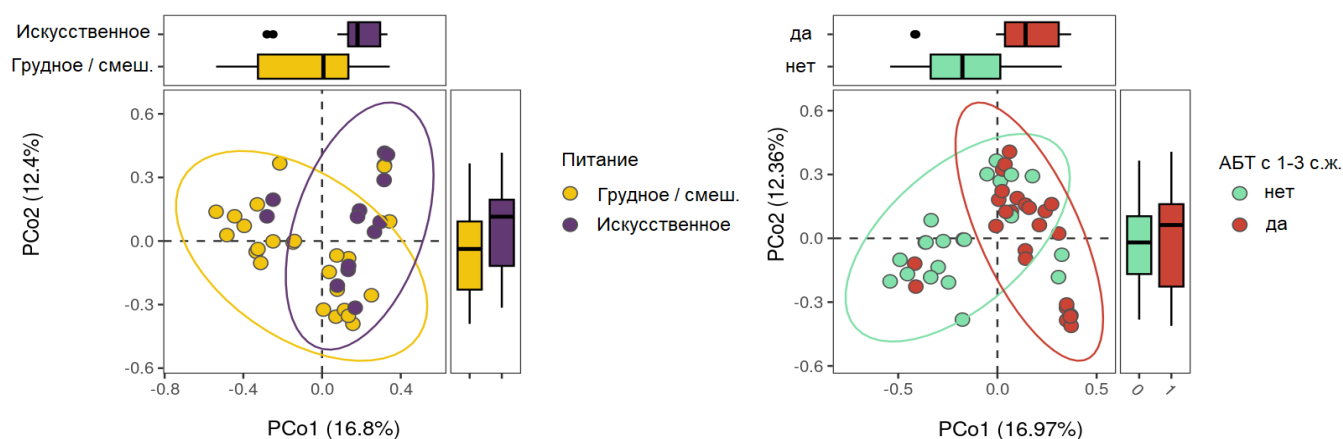 Искусственное
Грудное / смеш.
PCo2 (12.4%)
0.6
0.3
0.0
-0.3
-0.6
-0.8
-0.4
0.0
0.4
PCo1 (16.8%)
Питание
Грудное / смеш.
Искусственное
да
нет
PCo2 (12.36%)
0.6
0.3
0.0
-0.3
-0.6
-0.5
0.0
0.5
0
1
PCo1 (16.97%)
АБТ с 1-3 с.ж.
нет
да